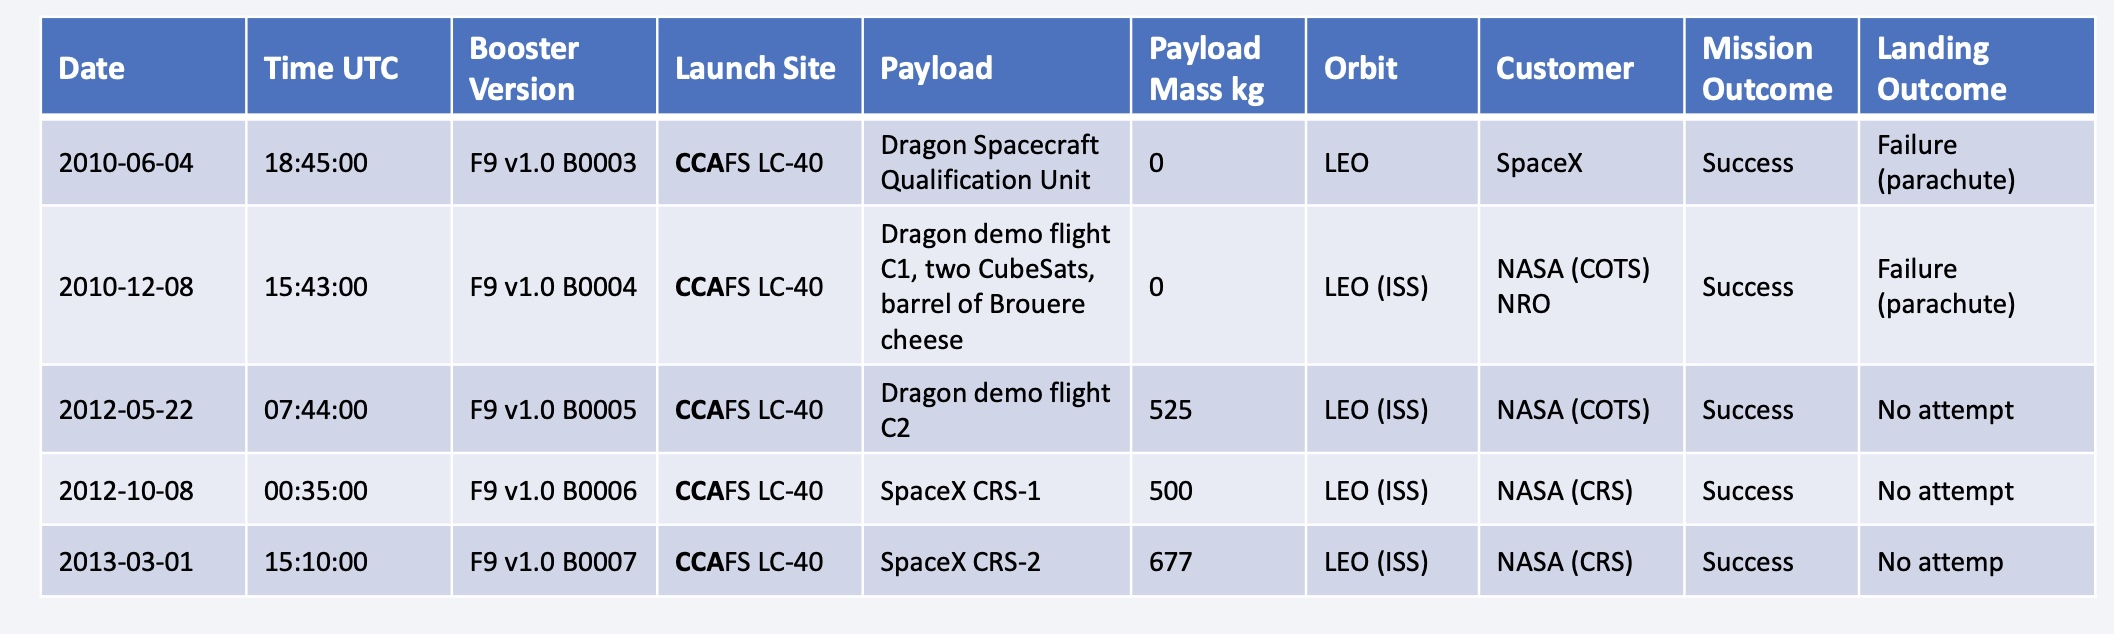 Date Time UTC Booster Version Launch Site Payload Payload Mass kg Orbit Customer Mission Outcome Landing Outcome
2010-06-04 18:45:00 F9 v1.0 B0003 CCAFS LC-40 Dragon Spacecraft Qualification Unit 0 LEO SpaceX Success Failure (parachute)
2010-12-08 15:43:00 F9 v1.0 B0004 CCAFS LC-40 Dragon demo flight C1, two CubeSats, barrel of Brouere cheese 0 LEO (ISS) NASA (COTS) NRO Success Failure (parachute)
2012-05-22 07:44:00 F9 v1.0 B0005 CCAFS LC-40 Dragon demo flight C2 525 LEO (ISS) NASA (COTS) Success No attempt
2012-10-08 00:35:00 F9 v1.0 B0006 CCAFS LC-40 SpaceX CRS-1 500 LEO (ISS) NASA (CRS) Success No attempt
2013-03-01 15:10:00 F9 v1.0 B0007 CCAFS LC-40 SpaceX CRS-2 677 LEO (ISS) NASA (CRS) Success No attemp